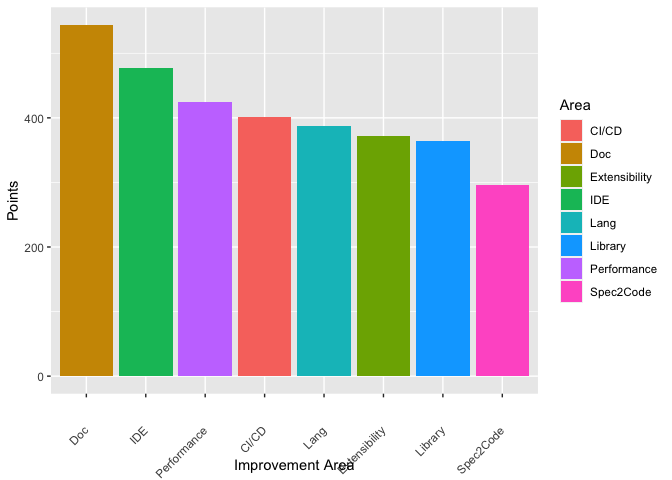 Points
400
200
0
Doc
IDE
Performance
CI/CD
Lang
Extensibility
Library
Spec2Code
Improvement Area
Area
CI/CD
Doc
Extensibility
IDE
Lang
Library
Performance
Spec2Code